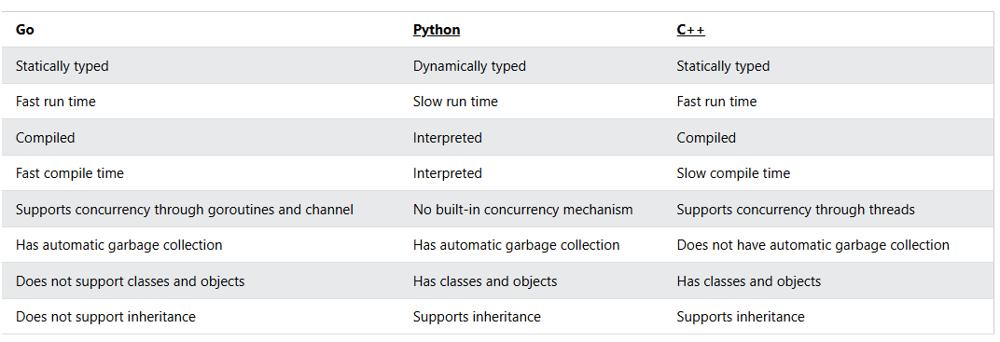 Go Python C++
Statically typed Dynamically typed Statically typed
Fast run time Slow run time Fast run time
Compiled Interpreted Compiled
Fast compile time Interpreted Slow compile time
Supports concurrency through goroutines and channel No built-in concurrency mechanism Supports concurrency through threads
Has automatic garbage collection Has automatic garbage collection Does not have automatic garbage collection
Does not support classes and objects Has classes and objects Has classes and objects
Does not support inheritance Supports inheritance Supports inheritance